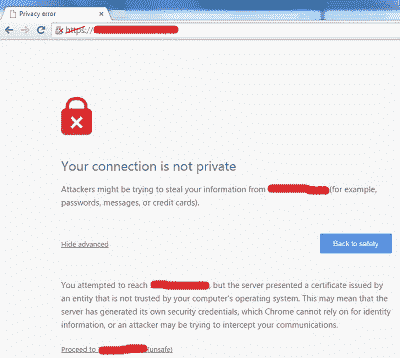 Privacy error
https://
Your connection is not private
Attackers might be trying to steal your information from (for example,
passwords, messages, or credit cards).
Hide advanced
Back to safety
You attempted to reach , but the server presented a certificate issued by
an entity that is not trusted by your computer's operating system. This may mean that the
server has generated its own security credentials, which Chrome cannot rely on for identity
information, or an attacker may be trying to intercept your communications.
Proceed to (unsafe)